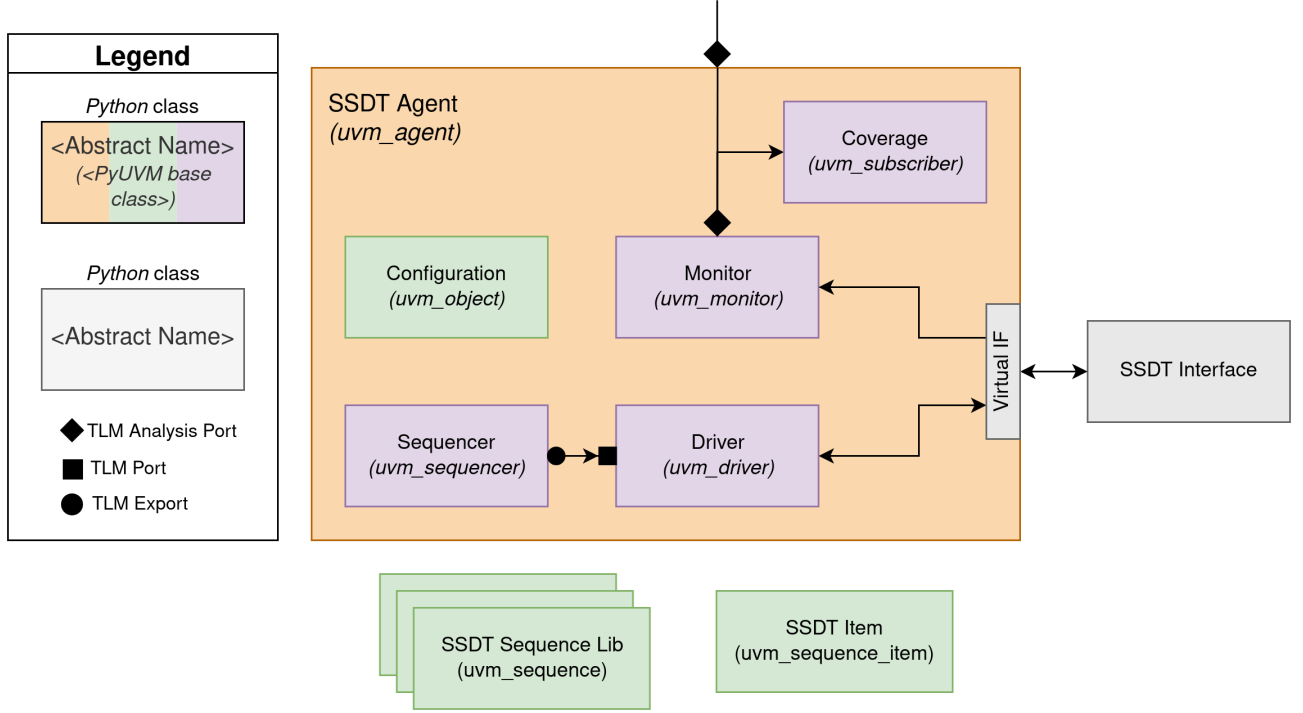 Legend
Python class
<Abstract Name>
(<PyUVM base
class>)
Python class
<Abstract Name>
TLM Analysis Port
TLM Port
TLM Export
SSDT Agent
(uvm_agent)
Coverage
(uvm_subscriber)
Configuration
(uvm_object)
Monitor
(uvm_monitor)
Virtual IF
SSDT Interface
Sequencer
(uvm_sequencer)
Driver
(uvm_driver)
SSDT Sequence Lib
(uvm_sequence)
SSDT Item
(uvm_sequence_item)